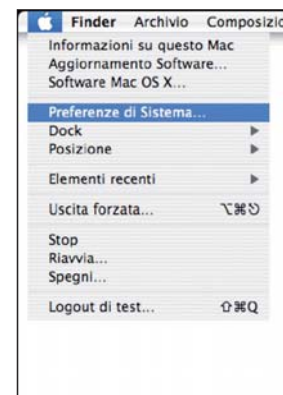 Finder Archivio Composizio
Informazioni su questo Mac
Aggiornamento Software...
Software Mac OS X...
Preferenze di Sistema...
Dock
Posizione
Elementi recenti
Uscita forzata... ⌥⌘⎋
Stop
Riavvia...
Spegni...
Logout di test... ⇧⌘Q